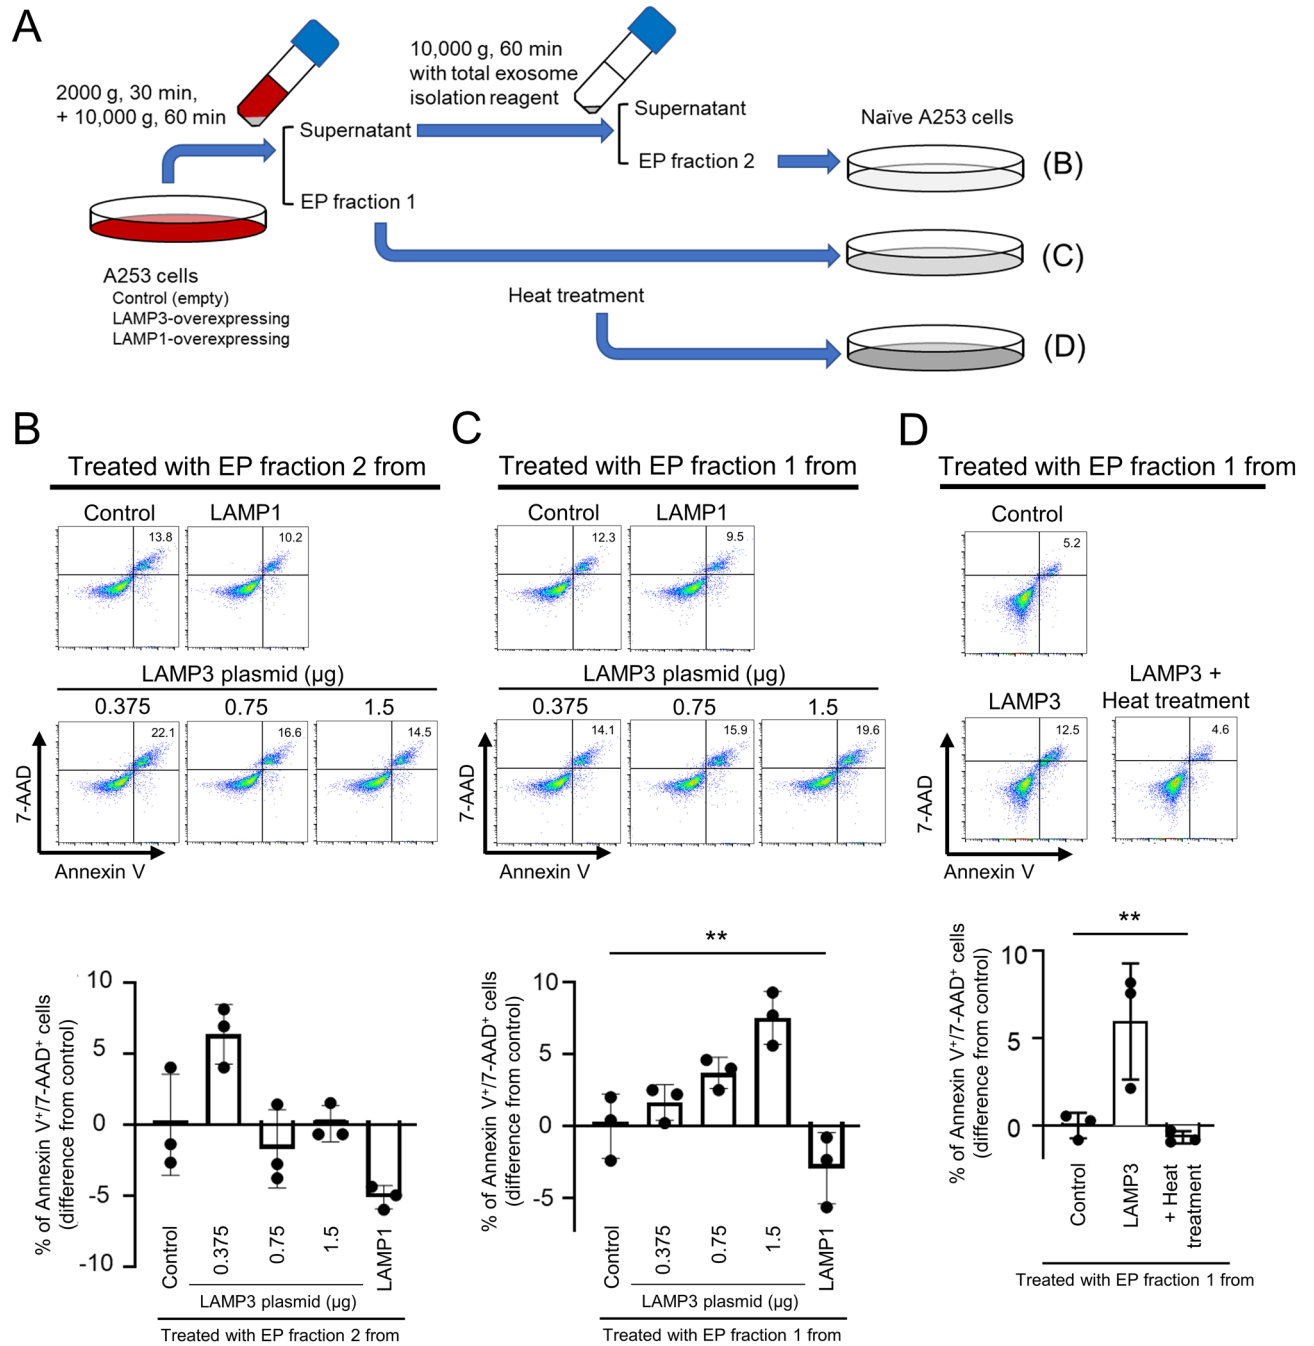 A
2000 g, 30 min,
+ 10,000 g, 60 min
10,000 g, 60 min
with total exosome
isolation reagent
Supernatant
EP fraction 1
Supernatant
EP fraction 2
Naïve A253 cells
(B)
(C)
(D)
A253 cells
Control (empty)
LAMP3-overexpressing
LAMP1-overexpressing
Heat treatment
B
Treated with EP fraction 2 from
Control
LAMP1
13.8
10.2
LAMP3 plasmid (µg)
0.375
0.75
1.5
22.1
16.6
14.5
7-AAD
Annexin V
% of Annexin V⁺/7-AAD⁺ cells
(difference from control)
10
5
0
-5
-10
Control
0.375
0.75
1.5
LAMP1
LAMP3 plasmid (µg)
Treated with EP fraction 2 from
C
Treated with EP fraction 1 from
Control
LAMP1
12.3
9.5
LAMP3 plasmid (µg)
0.375
0.75
1.5
14.1
15.9
19.6
7-AAD
Annexin V
% of Annexin V⁺/7-AAD⁺ cells
(difference from control)
**
10
5
0
-5
Control
0.375
0.75
1.5
LAMP1
LAMP3 plasmid (µg)
Treated with EP fraction 1 from
D
Treated with EP fraction 1 from
Control
5.2
LAMP3
LAMP3 +
Heat treatment
12.5
4.6
7-AAD
Annexin V
% of Annexin V⁺/7-AAD⁺ cells
(difference from control)
**
10
5
0
Control
LAMP3
+ Heat
treatment
Treated with EP fraction 1 from